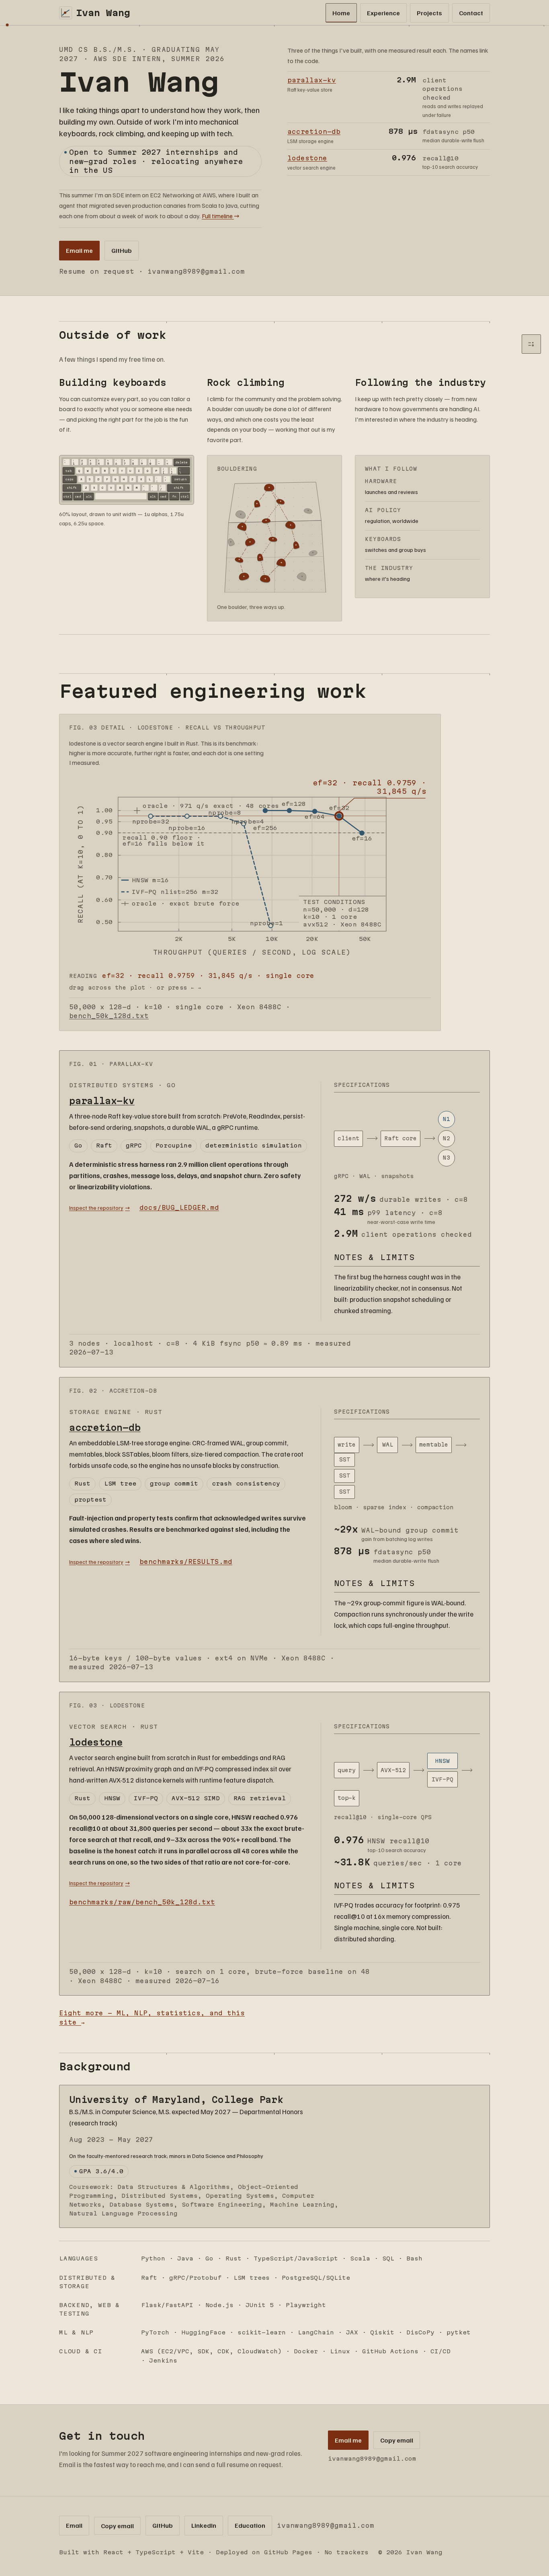 Ivan Wang
Home
Experience
Projects
Contact
UMD CS B.S./M.S. · GRADUATING MAY
2027 · AWS SDE INTERN, SUMMER 2026
Ivan Wang
I like taking things apart to understand how they work, then
building my own. Outside of work I'm into mechanical
keyboards, rock climbing, and keeping up with tech.
Open to Summer 2027 internships and
new-grad roles · relocating anywhere
in the US
This summer I'm an SDE intern on EC2 Networking at AWS, where I built an
agent that migrated seven production canaries from Scala to Java, cutting
each one from about a week of work to about a day. Full timeline →
Email me
GitHub
Resume on request · ivanwang8989@gmail.com
Three of the things I've built, with one measured result each. The names link
to the code.
parallax-kv
Raft key-value store
2.9M client
operations
checked
reads and writes replayed
under failure
accretion-db
LSM storage engine
878 µs fdatasync p50
median durable-write flush
lodestone
vector search engine
0.976 recall@10
top-10 search accuracy
Outside of work
A few things I spend my free time on.
Building keyboards
You can customize every part, so you can tailor a
board to exactly what you or someone else needs
— and picking the right part for the job is the fun
of it.
60% layout, drawn to unit width — 1u alphas, 1.75u
caps, 6.25u space
Rock climbing
I climb for the community and the problem solving.
A boulder can usually be done a lot of different
ways, and which one costs you the least
depends on your body — working that out is my
favorite part.
BOULDERING
One boulder, three ways up
Following the industry
I keep up with tech pretty closely — from new
hardware to how governments are handling AI.
I'm interested in where the industry is heading.
WHAT I FOLLOW
HARDWARE
launches and reviews
AI POLICY
regulation, worldwide
KEYBOARDS
switches and group buys
THE INDUSTRY
where it's heading
Featured engineering work
FIG. 03 DETAIL · LODESTONE · RECALL VS THROUGHPUT
lodestone is a vector search engine I built in Rust. This is its benchmark:
higher is more accurate, further right is faster, and each dot is one setting
I measured.
ef=32 · recall 0.9759 ·
31,845 q/s
oracle · 971 q/s exact · 48 cores
ef=128
ef=32
ef=64
ef=256
ef=16
nprobe=32
nprobe=16
nprobe=8
nprobe=4
nprobe=1
recall 0.90 floor ·
ef=16 falls below it
1.00
0.95
0.90
0.80
0.70
0.60
0.50
HNSW m=16
IVF-PQ nlist=256 m=32
oracle · exact brute force
TEST CONDITIONS
n=50,000 · d=128
k=10 · 1 core
avx512 · Xeon 8488C
RECALL (AT K=10, 0 TO 1)
2K
5K
10K
20K
50K
THROUGHPUT (QUERIES / SECOND, LOG SCALE)
READING ef=32 · recall 0.9759 · 31,845 q/s · single core
drag across the plot · or press ← →
50,000 x 128-d · k=10 · single core · Xeon 8488C ·
bench_50k_128d.txt
FIG. 01 · PARALLAX-KV
DISTRIBUTED SYSTEMS · GO
parallax-kv
A three-node Raft key-value store built from scratch: PreVote, ReadIndex, persist-
before-send ordering, snapshots, a durable WAL, a gRPC runtime.
Go
Raft
gRPC
Porcupine
deterministic simulation
A deterministic stress harness ran 2.9 million client operations through
partitions, crashes, message loss, delays, and snapshot churn. Zero safety
or linearizability violations.
Inspect the repository →
docs/BUG_LEDGER.md
SPECIFICATIONS
client
Raft core
N1
N2
N3
gRPC · WAL · snapshots
272 w/s durable writes · c=8
41 ms p99 latency · c=8
near-worst-case write time
2.9M client operations checked
NOTES & LIMITS
The first bug the harness caught was in the
linearizability checker, not in consensus. Not
built: production snapshot scheduling or
chunked streaming.
3 nodes · localhost · c=8 · 4 KiB fsync p50 ≈ 0.89 ms · measured
2026-07-13
FIG. 02 · ACCRETION-DB
STORAGE ENGINE · RUST
accretion-db
An embeddable LSM-tree storage engine: CRC-framed WAL, group commit,
memtables, block SSTables, bloom filters, size-tiered compaction. The crate root
forbids unsafe code, so the engine has no unsafe blocks by construction.
Rust
LSM tree
group commit
crash consistency
proptest
Fault-injection and property tests confirm that acknowledged writes survive
simulated crashes. Results are benchmarked against sled, including the
cases where sled wins.
Inspect the repository →
benchmarks/RESULTS.md
SPECIFICATIONS
write
WAL
memtable
SST
SST
SST
bloom · sparse index · compaction
~29x WAL-bound group commit
gain from batching log writes
878 µs fdatasync p50
median durable-write flush
NOTES & LIMITS
The ~29x group-commit figure is WAL-bound.
Compaction runs synchronously under the write
lock, which caps full-engine throughput.
16-byte keys / 100-byte values · ext4 on NVMe · Xeon 8488C ·
measured 2026-07-13
FIG. 03 · LODESTONE
VECTOR SEARCH · RUST
lodestone
A vector search engine built from scratch in Rust for embeddings and RAG
retrieval. An HNSW proximity graph and an IVF-PQ compressed index sit over
hand-written AVX-512 distance kernels with runtime feature dispatch.
Rust
HNSW
IVF-PQ
AVX-512 SIMD
RAG retrieval
On 50,000 128-dimensional vectors on a single core, HNSW reached 0.976
recall@10 at about 31,800 queries per second — about 33x the exact brute-
force search at that recall, and 9–33x across the 90%+ recall band. The
baseline is the honest catch: it runs in parallel across all 48 cores while the
search runs on one, so the two sides of that ratio are not core-for-core.
Inspect the repository →
benchmarks/raw/bench_50k_128d.txt
SPECIFICATIONS
query
AVX-512
HNSW
IVF-PQ
top-k
recall@10 · single-core QPS
0.976 HNSW recall@10
top-10 search accuracy
~31.8K queries/sec · 1 core
NOTES & LIMITS
IVF-PQ trades accuracy for footprint: 0.975
recall@10 at 16x memory compression.
Single machine, single core. Not built:
distributed sharding.
50,000 x 128-d · k=10 · search on 1 core, brute-force baseline on 48
· Xeon 8488C · measured 2026-07-16
Eight more — ML, NLP, statistics, and this
site →
Background
University of Maryland, College Park
B.S./M.S. in Computer Science, M.S. expected May 2027 — Departmental Honors
(research track)
Aug 2023 – May 2027
On the faculty-mentored research track; minors in Data Science and Philosophy
GPA 3.6/4.0
Coursework: Data Structures & Algorithms, Object-Oriented
Programming, Distributed Systems, Operating Systems, Computer
Networks, Database Systems, Software Engineering, Machine Learning,
Natural Language Processing
LANGUAGES
Python · Java · Go · Rust · TypeScript/JavaScript · Scala · SQL · Bash
DISTRIBUTED &
STORAGE
Raft · gRPC/Protobuf · LSM trees · PostgreSQL/SQLite
BACKEND, WEB &
TESTING
Flask/FastAPI · Node.js · JUnit 5 · Playwright
ML & NLP
PyTorch · HuggingFace · scikit-learn · LangChain · JAX · Qiskit · DisCoPy · pytket
CLOUD & CI
AWS (EC2/VPC, SDK, CDK, CloudWatch) · Docker · Linux · GitHub Actions · CI/CD
· Jenkins
Get in touch
I'm looking for Summer 2027 software engineering internships and new-grad roles.
Email is the fastest way to reach me, and I can send a full resume on request.
Email me
Copy email
ivanwang8989@gmail.com
Email
Copy email
GitHub
LinkedIn
Education
ivanwang8989@gmail.com
Built with React + TypeScript + Vite · Deployed on GitHub Pages · No trackers © 2026 Ivan Wang